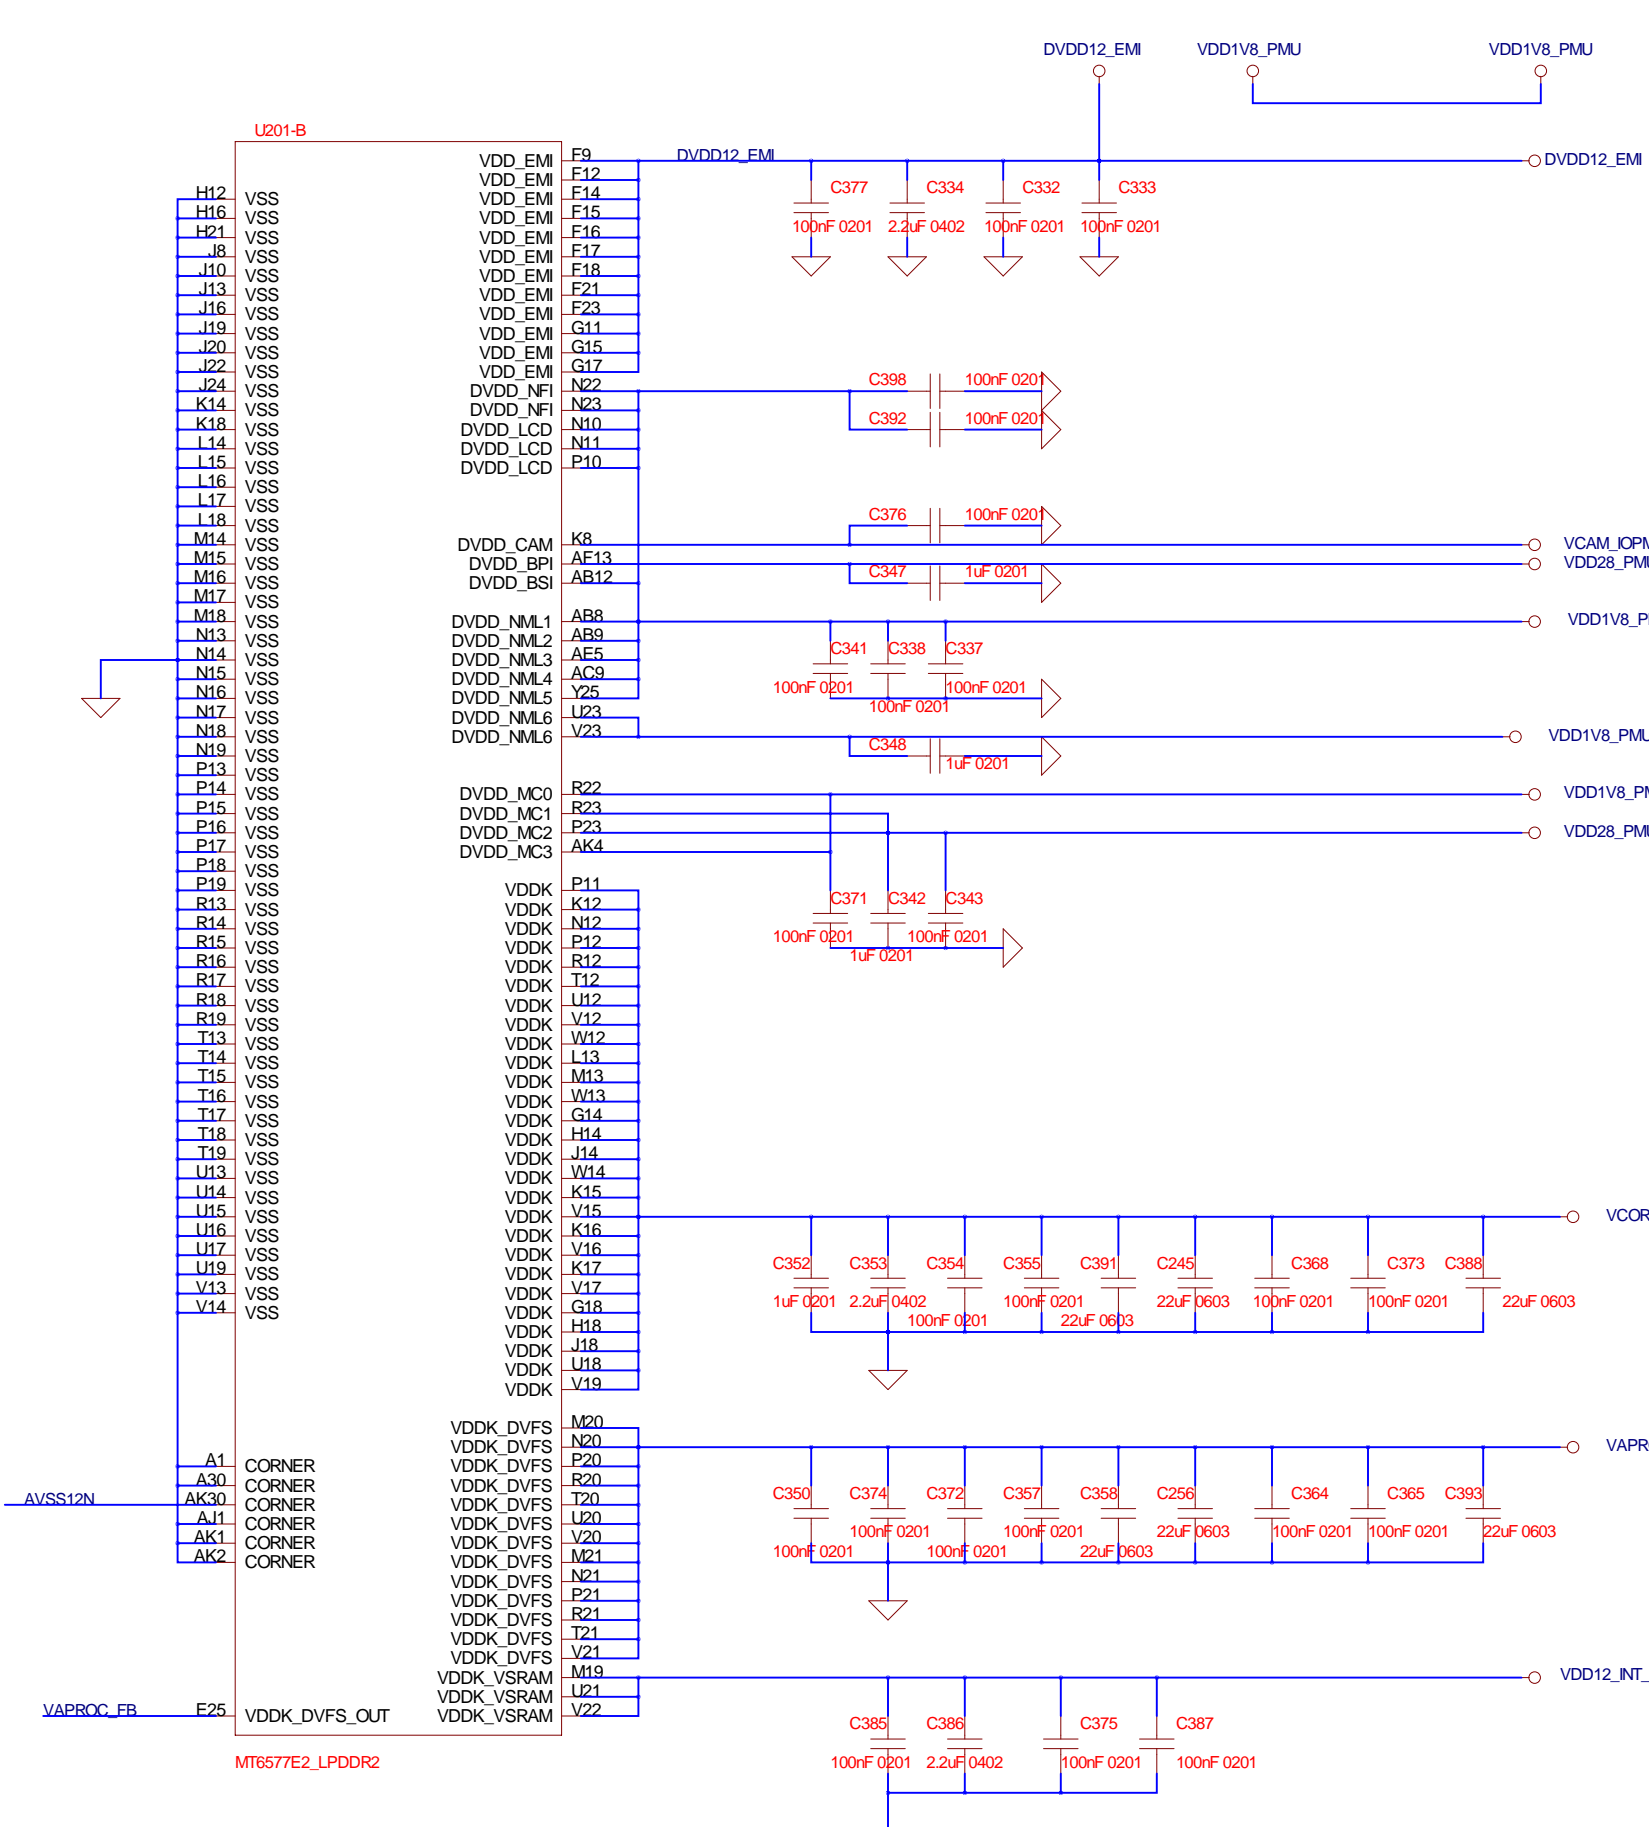 DVDD12_EMI VDD1V8_PMU VDD1V8_PMU
U201-B
VDD_EMI F9 DVDD12_EMI DVDD12_EMI
VDD_EMI F12
H12 VSS VDD_EMI F14
H16 VSS VDD_EMI F15
H21 VSS VDD_EMI F16
J8 VSS VDD_EMI F17
J10 VSS VDD_EMI F18
J13 VSS VDD_EMI F21
J16 VSS VDD_EMI F23
J19 VSS VDD_EMI G11
J20 VSS VDD_EMI G15
J22 VSS VDD_EMI G17
C377 C334 C332 C333
100nF 0201 2.2uF 0402 100nF 0201 100nF 0201
J24 VSS DVDD_NFI N22 C398 100nF 0201
K14 VSS DVDD_NFI N23
K18 VSS DVDD_LCD N10 C392 100nF 0201
L14 VSS DVDD_LCD N11
L15 VSS DVDD_LCD P10
L16 VSS
L17 VSS
L18 VSS C376 100nF 0201
M14 VSS DVDD_CAM K8 VCAM_IOPM
M15 VSS DVDD_BPI AF13 VDD28_PMU
M16 VSS DVDD_BSI AB12 C347 1uF 0201
M17 VSS
M18 VSS DVDD_NML1 AB8 VDD1V8_P
N13 VSS DVDD_NML2 AB9
N14 VSS DVDD_NML3 AE5
N15 VSS DVDD_NML4 AC9
N16 VSS DVDD_NML5 Y25
C341 C338 C337
100nF 0201 100nF 0201
100nF 0201
N17 VSS DVDD_NML6 U23
N18 VSS DVDD_NML6 V23 VDD1V8_PMU
N19 VSS C348 1uF 0201
P13 VSS
P14 VSS DVDD_MC0 R22 VDD1V8_PM
P15 VSS DVDD_MC1 R23
P16 VSS DVDD_MC2 P23 VDD28_PMU
P17 VSS DVDD_MC3 AK4
P18 VSS
P19 VSS VDDK P11
R13 VSS VDDK K12
R14 VSS VDDK N12
R15 VSS VDDK P12
R16 VSS VDDK R12
C371 C342 C343
100nF 0201 100nF 0201
1uF 0201
R17 VSS VDDK T12
R18 VSS VDDK U12
R19 VSS VDDK V12
T13 VSS VDDK W12
T14 VSS VDDK L13
T15 VSS VDDK M13
T16 VSS VDDK W13
T17 VSS VDDK G14
T18 VSS VDDK H14
T19 VSS VDDK J14
U13 VSS VDDK W14
U14 VSS VDDK K15
U15 VSS VDDK V15 VCOR
U16 VSS VDDK K16
U17 VSS VDDK V16
U19 VSS VDDK K17
V13 VSS VDDK V17
V14 VSS VDDK G18
VDDK H18
VDDK J18
VDDK U18
VDDK V19
C352 C353 C354 C355 C391 C245 C368 C373 C388
1uF 0201 2.2uF 0402 100nF 0201 22uF 0603 100nF 0201 100nF 0201 22uF 0603
100nF 0201 22uF 0603
VDDK_DVFS M20
VDDK_DVFS N20 VAPR
A1 CORNER VDDK_DVFS P20
A30 CORNER VDDK_DVFS R20
AVSS12N AK30 CORNER VDDK_DVFS T20
AJ1 CORNER VDDK_DVFS U20
AK1 CORNER VDDK_DVFS V20
AK2 CORNER VDDK_DVFS M21
VDDK_DVFS N21
VDDK_DVFS P21
VDDK_DVFS R21
VDDK_DVFS T21
VDDK_DVFS V21
C350 C374 C372 C357 C358 C256 C364 C365 C393
100nF 0201 100nF 0201 22uF 0603 100nF 0201 100nF 0201 22uF 0603
100nF 0201 100nF 0201 22uF 0603
VDDK_VSRAM M19 VDD12_INT_
VDDK_VSRAM U21
VAPROC_FB E25 VDDK_DVFS_OUT VDDK_VSRAM V22
C385 C386 C375 C387
100nF 0201 2.2uF 0402 100nF 0201 100nF 0201
MT6577E2_LPDDR2